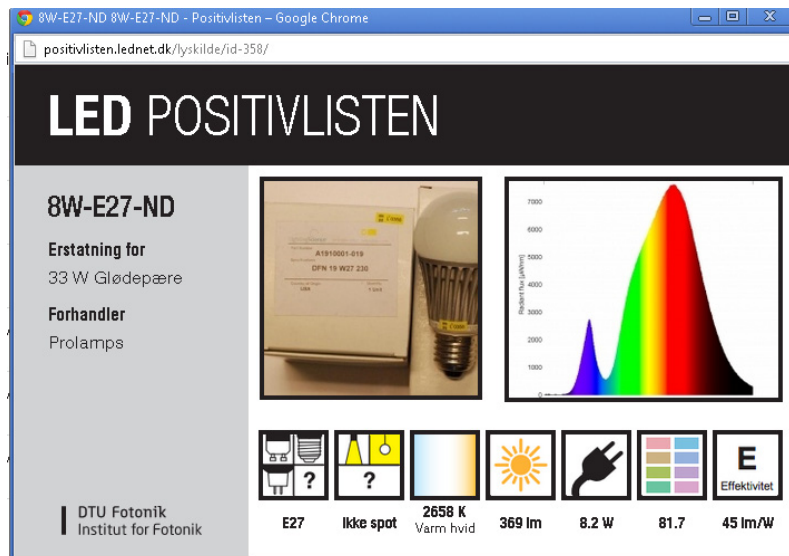 8W-E27-ND 8W-E27-ND - Positivlisten – Google Chrome
positivlisten.lednet.dk/lyskilde/id-358/
LED POSITIVLISTEN
8W-E27-ND
Erstatning for
33 W Glødepære
Forhandler
Prolamps
A1910001-019
DFN 19 W27 230
Radiant flux [µW/nm]
7000
6000
5000
4000
3000
2000
1000
0
?
?
E
Effektivitet
E27
Ikke spot
2658 K
Varm hvid
369 lm
8.2 W
81.7
45 lm/W
DTU Fotonik
Institut for Fotonik